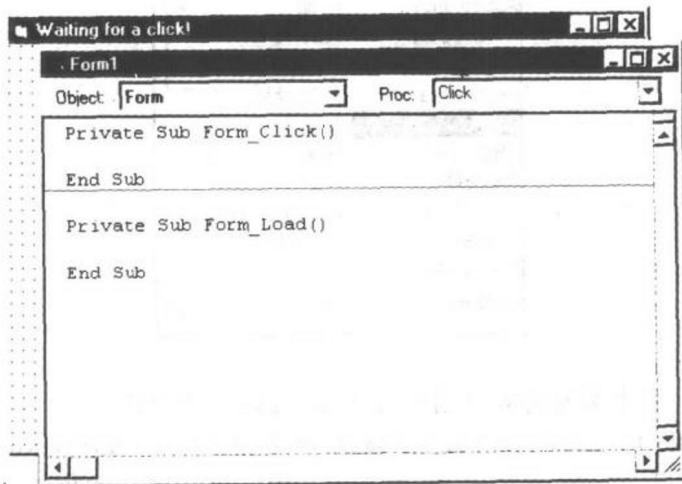 Waiting for a click!
Form1
Object: Form Proc: Click
Private Sub Form_Click()
End Sub
Private Sub Form_Load()
End Sub